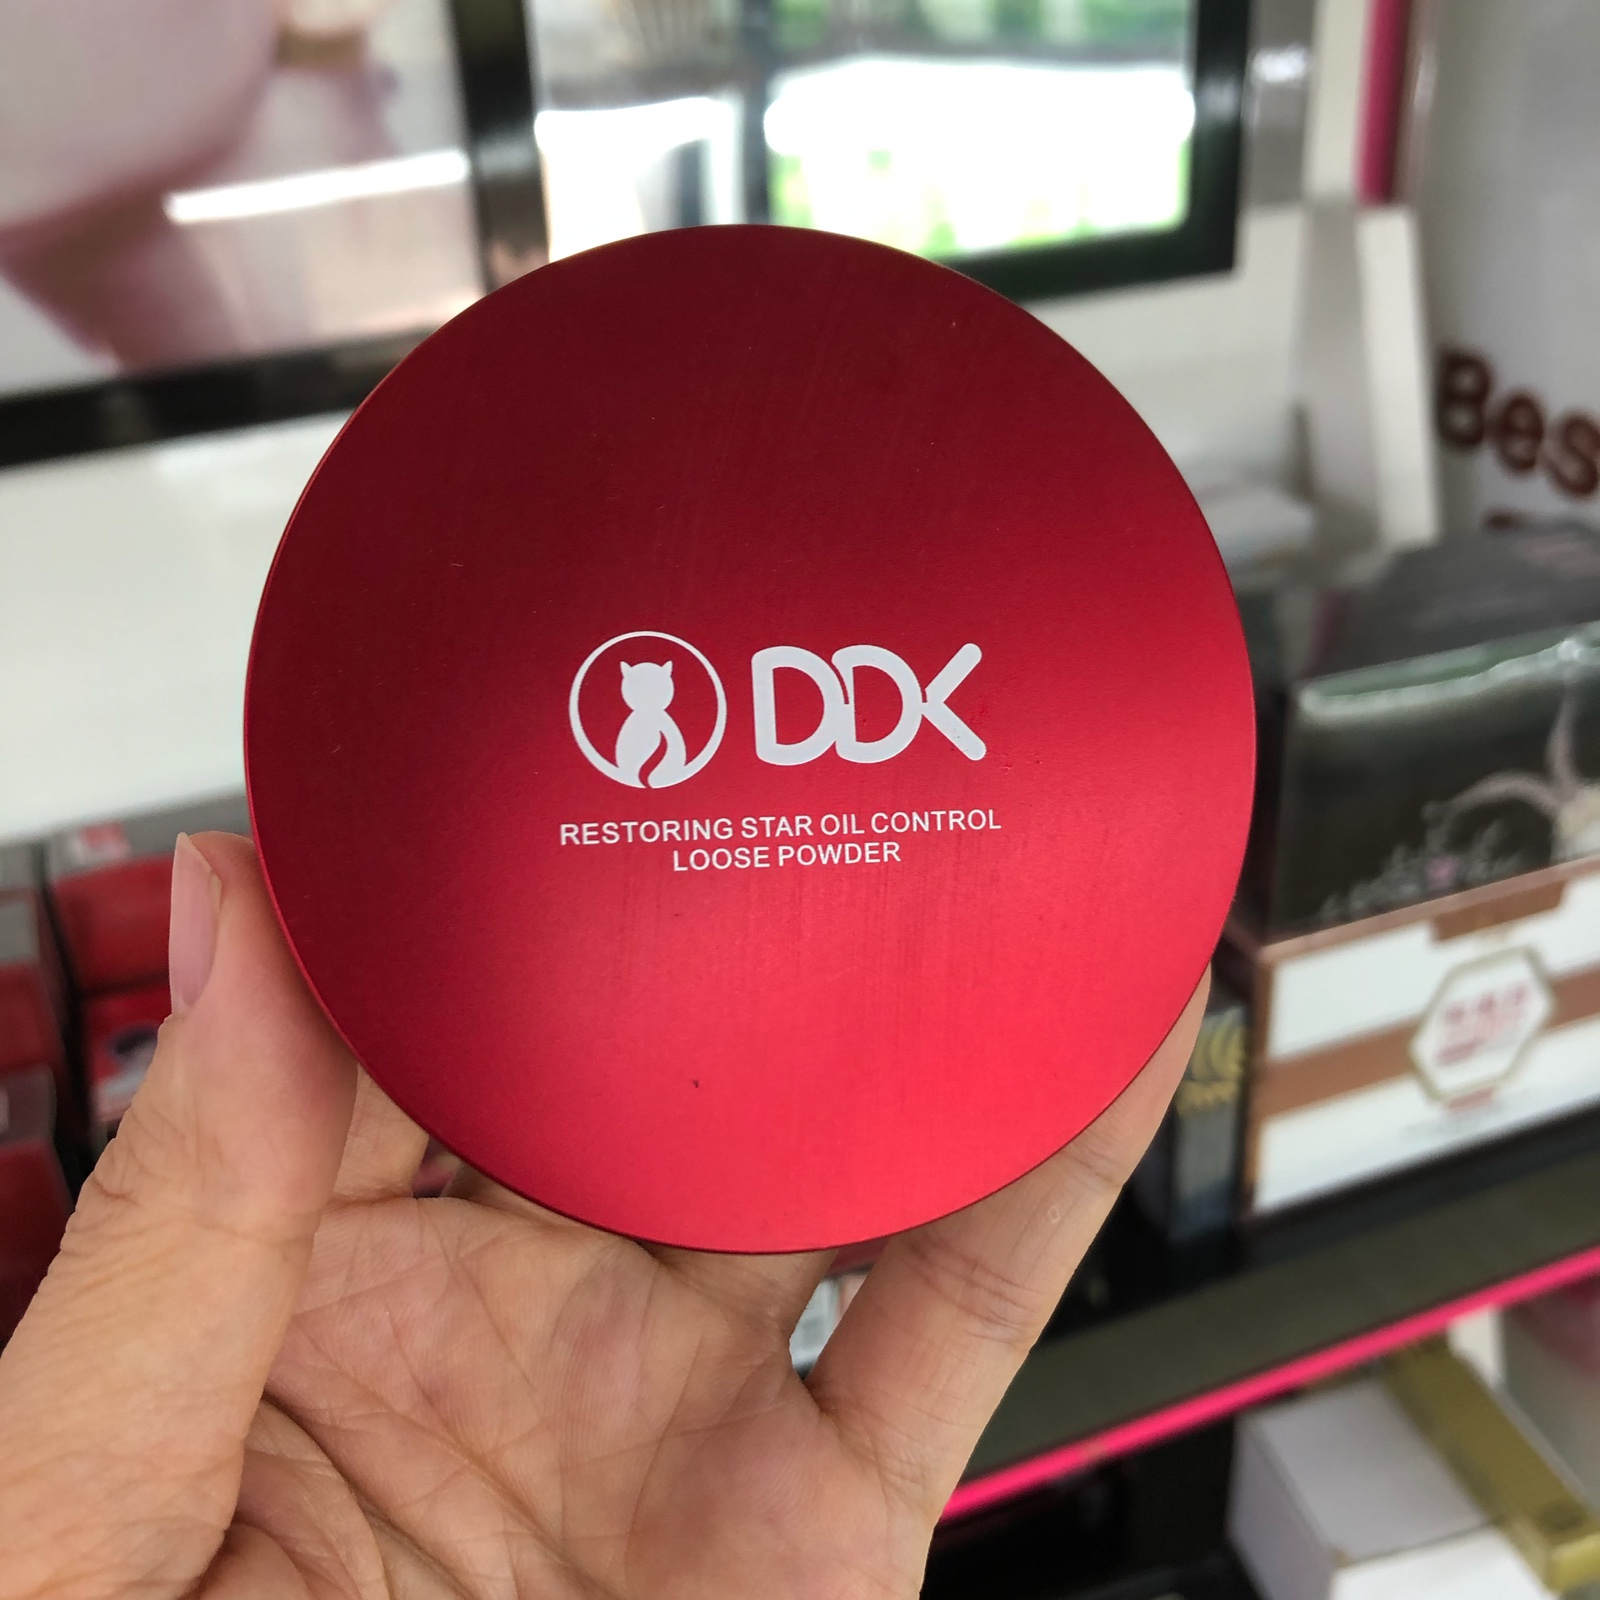 DDK
RESTORING STAR OIL CONTROL
LOOSE POWDER
Bes